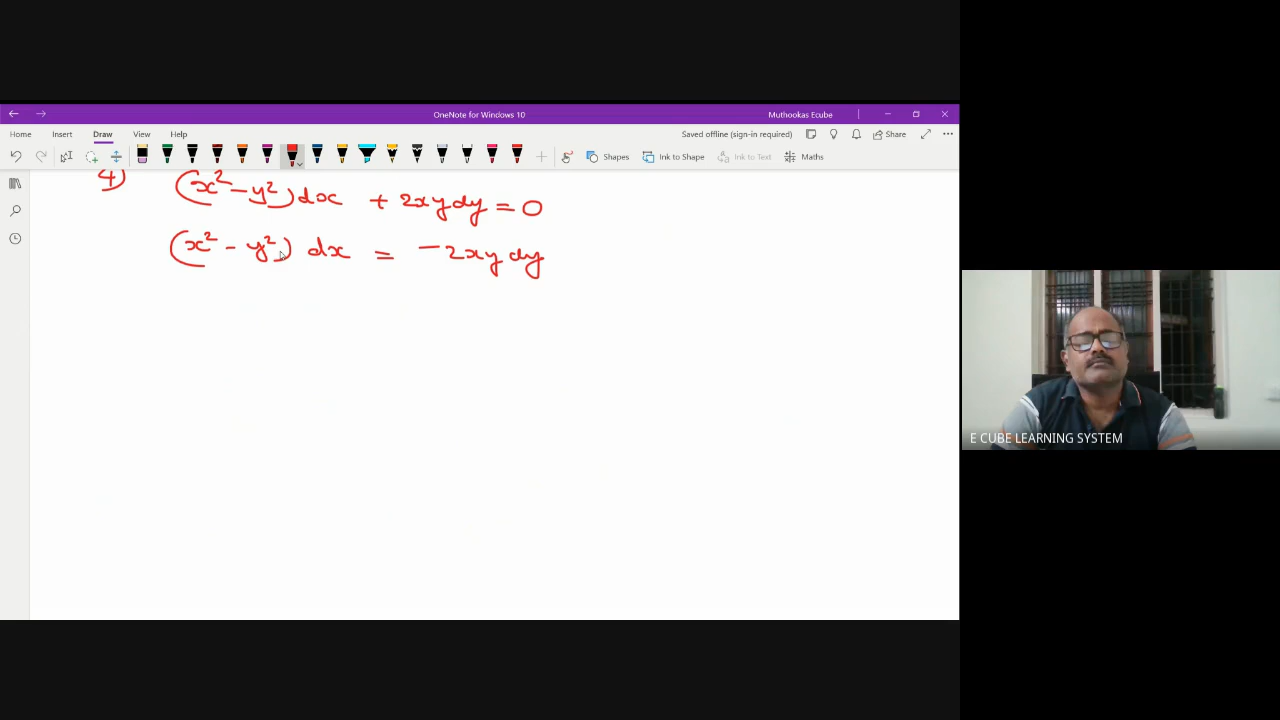 OneNote for Windows 10
Muthookas Ecube
Home Insert Draw View Help
Saved offline (sign-in required)
Share
Shapes
Ink to Shape
Ink to Text
Maths
4) (x² - y²) dx + 2xy dy = 0
(x² - y²) dx = -2xy dy
E CUBE LEARNING SYSTEM